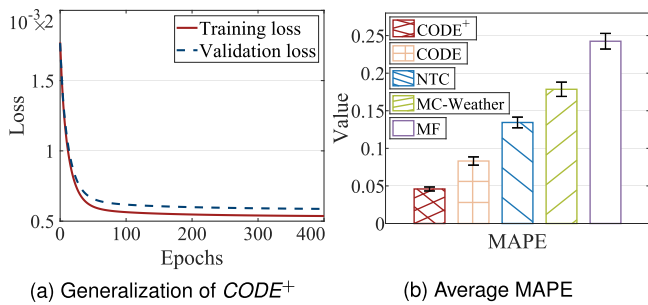 10⁻³×2
1.5
1
0.5
Loss
0
100
200
300
400
Epochs
Training loss
Validation loss
(a) Generalization of CODE⁺
0.25
0.2
0.15
0.1
0.05
0
Value
CODE⁺
CODE
NTC
MC-Weather
MF
MAPE
(b) Average MAPE